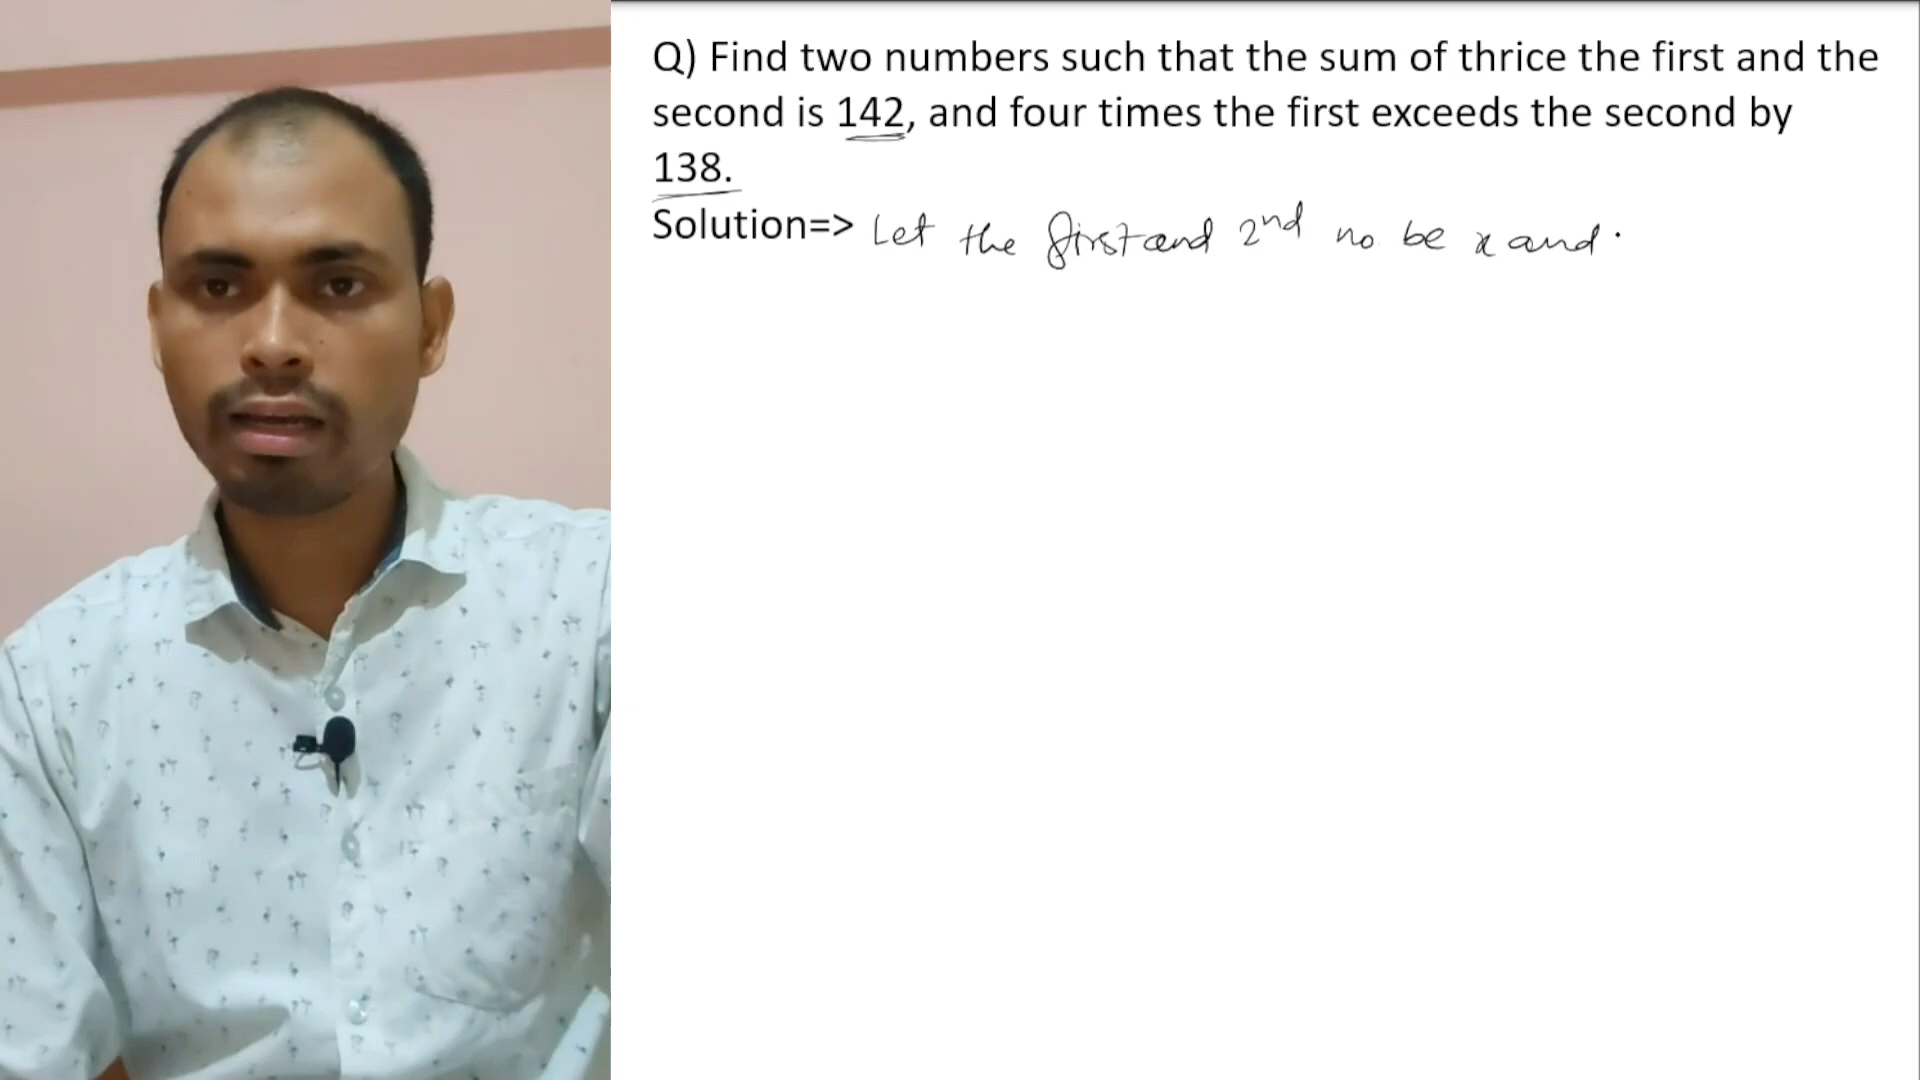 Q) Find two numbers such that the sum of thrice the first and the
second is 142, and four times the first exceeds the second by
138.
Solution=> Let the first and 2nd no. be x and